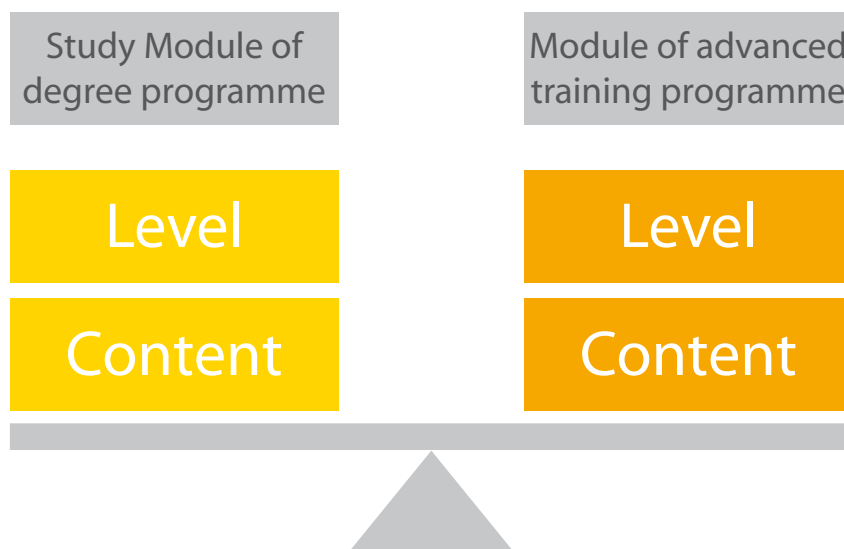 Study Module of
degree programme
Module of advanced
training programme
Level
Level
Content
Content